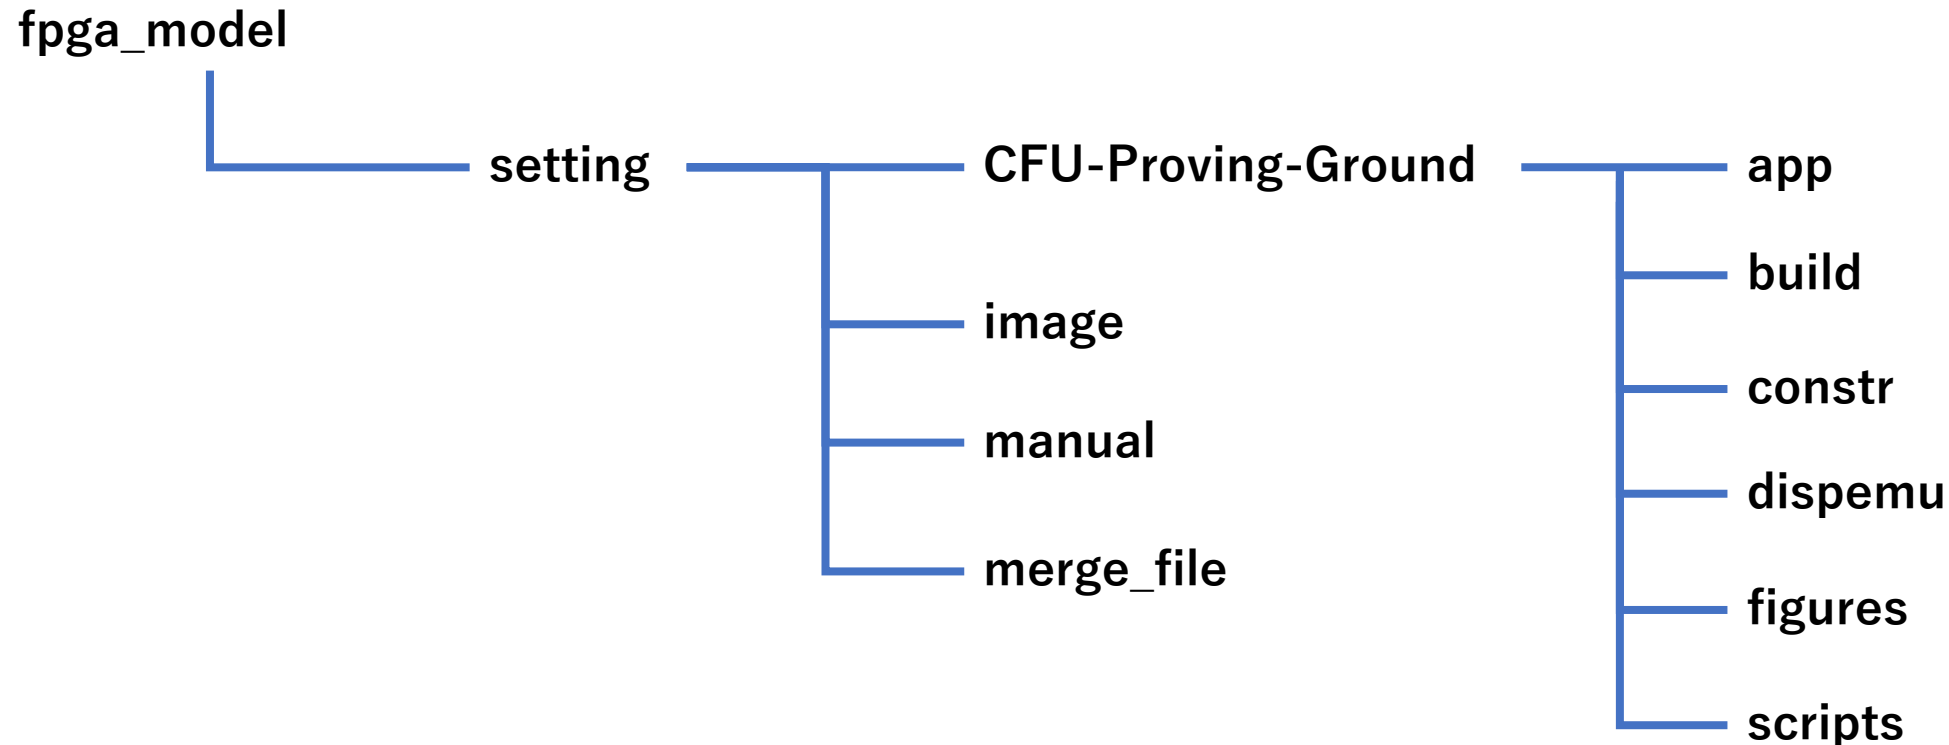 fpga_model
setting
CFU-Proving-Ground
app
build
image
constr
manual
dispemu
merge_file
figures
scripts